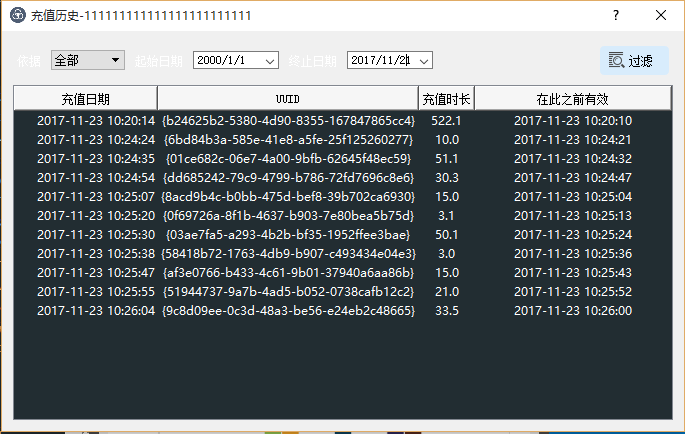 充值历史-11111111111111111111111111
依据 全部 起始日期 2000/1/1 终止日期 2017/11/21 过滤
充值日期 UUID 充值时长 在此之前有效
2017-11-23 10:20:14 {b24625b2-5380-4d90-8355-167847865cc4} 522.1 2017-11-23 10:20:10
2017-11-23 10:24:24 {6bd84b3a-585e-41e8-a5fe-25f125260277} 10.0 2017-11-23 10:24:21
2017-11-23 10:24:35 {01ce682c-06e7-4a00-9bfb-62645f48ec59} 51.1 2017-11-23 10:24:32
2017-11-23 10:24:54 {dd685242-79c9-4799-b786-72fd7696c8e6} 30.3 2017-11-23 10:24:47
2017-11-23 10:25:07 {8acd9b4c-b0bb-475d-bef8-39b702ca6930} 15.0 2017-11-23 10:25:04
2017-11-23 10:25:20 {0f69726a-8f1b-4637-b903-7e80bea5b75d} 3.1 2017-11-23 10:25:13
2017-11-23 10:25:30 {03ae7fa5-a293-4b2b-bf35-1952ffee3bae} 50.1 2017-11-23 10:25:24
2017-11-23 10:25:38 {58418b72-1763-4db9-b907-c493434e04e3} 3.0 2017-11-23 10:25:36
2017-11-23 10:25:47 {af3e0766-b433-4c61-9b01-37940a6aa86b} 15.0 2017-11-23 10:25:43
2017-11-23 10:25:55 {51944737-9a7b-4ad5-b052-0738cafb12c2} 21.0 2017-11-23 10:25:52
2017-11-23 10:26:04 {9c8d09ee-0c3d-48a3-be56-e24eb2c48665} 33.5 2017-11-23 10:26:00